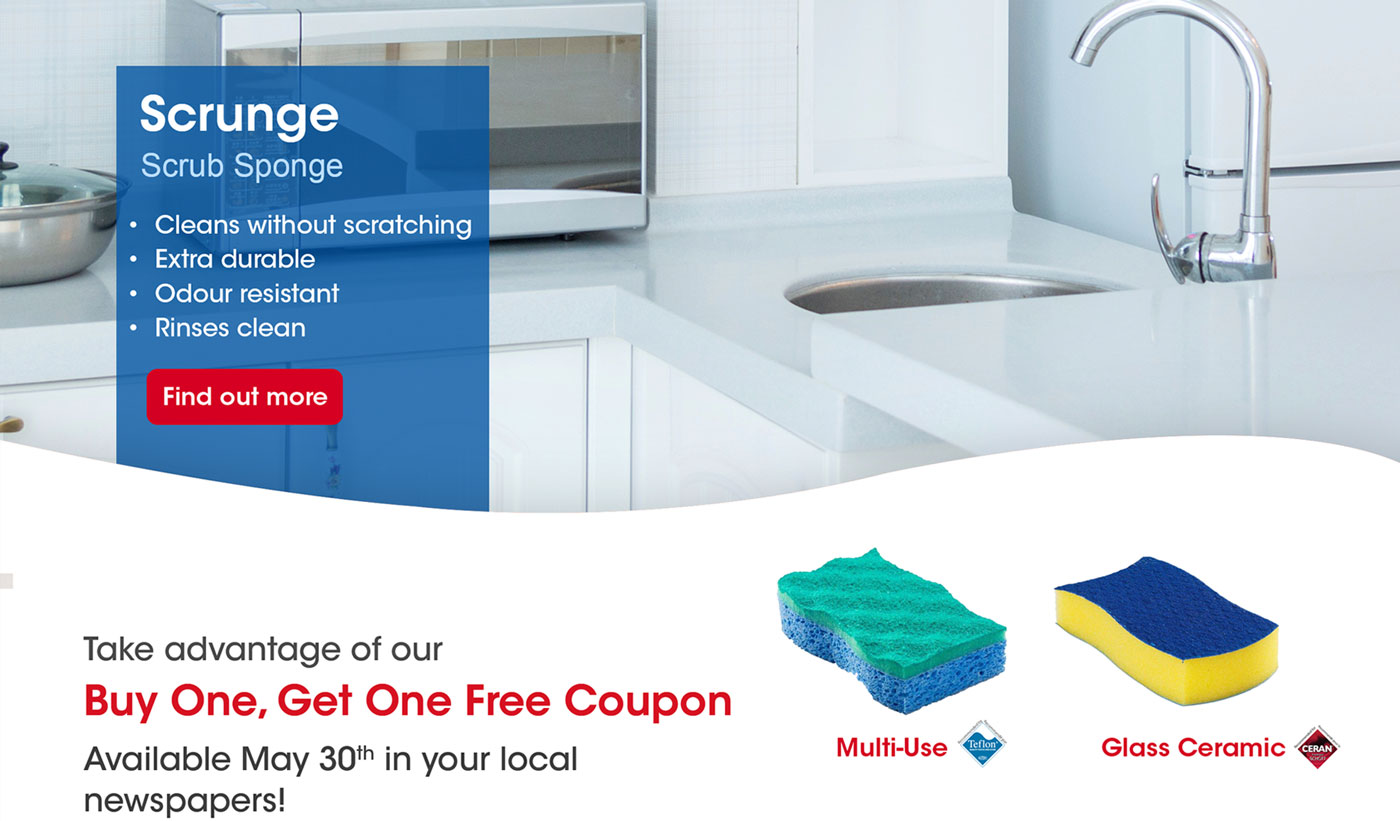 Scrunge
Scrub Sponge
• Cleans without scratching
• Extra durable
• Odour resistant
• Rinses clean
Find out more
Take advantage of our
Buy One, Get One Free Coupon
Available May 30th in your local
newspapers!
Multi-Use
Teflon
Glass Ceramic
CERAN